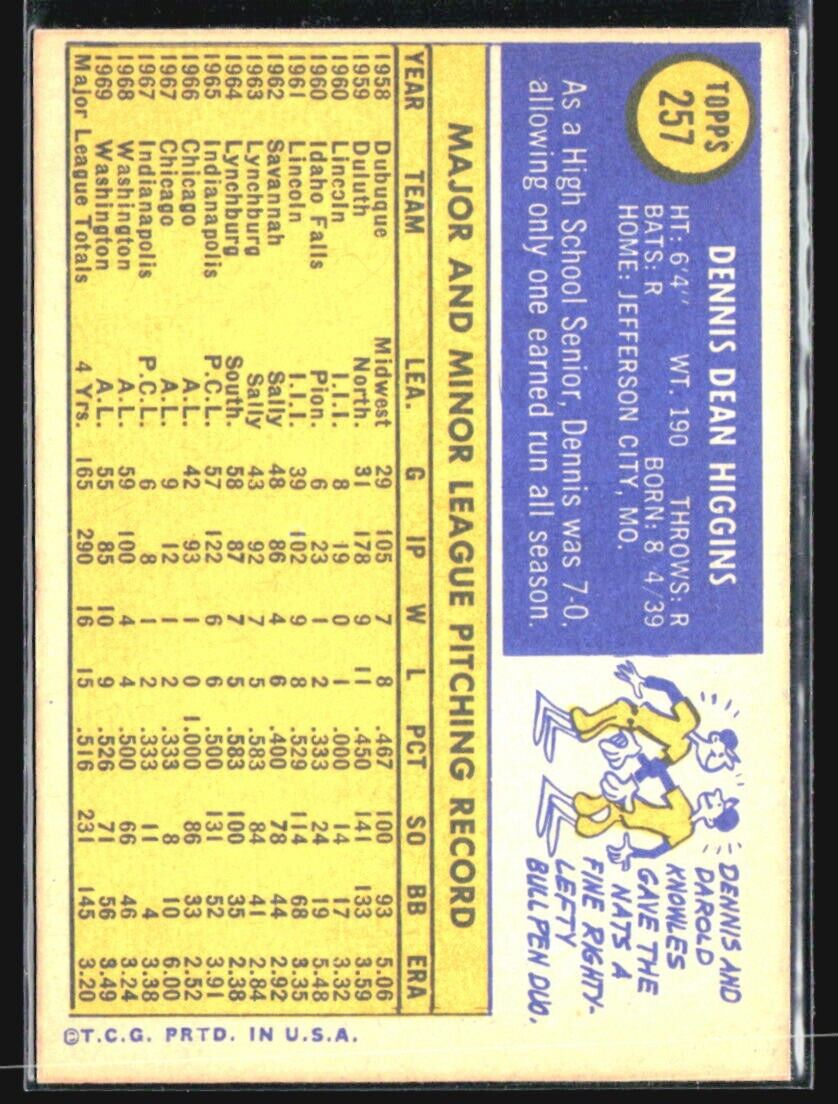 TOPPS
257
DENNIS DEAN HIGGINS
HT: 6'4" WT. 190 THROWS: R
BATS: R BORN: 8 4/39
HOME: JEFFERSON CITY, MO.
As a High School Senior, Dennis was 7-0,
allowing only one earned run all season.
DENNIS AND
DAROLD
KNOWLES
GAVE THE
NATS A
FINE RIGHTY-
LEFTY
BULLPEN DUO.
MAJOR AND MINOR LEAGUE PITCHING RECORD
YEAR TEAM LEA. G IP W L PCT SO BB ERA
1958 Dubuque Midwest 29 105 7 8 .467 100 93 5.06
1959 Duluth North. 31 178 9 11 .450 141 133 3.59
1960 Lincoln I.I.I. 8 19 0 1 .000 14 17 3.32
1960 Idaho Falls Pion. 6 23 1 2 .333 24 19 5.48
1961 Lincoln I.I.I. 39 102 9 8 .529 114 68 3.35
1962 Savannah Sally 48 86 4 6 .400 78 44 2.92
1963 Lynchburg Sally 43 92 7 5 .583 84 41 2.84
1964 Lynchburg South. 58 87 7 5 .583 100 35 2.38
1965 Indianapolis P.C.L. 57 122 6 6 .500 131 52 3.91
1966 Chicago A.L. 42 93 1 0 1.000 86 33 2.52
1967 Chicago A.L. 9 12 1 2 .333 8 10 6.00
1967 Indianapolis P.C.L. 6 8 1 2 .333 11 4 3.38
1968 Washington A.L. 59 100 4 4 .500 66 46 3.24
1969 Washington A.L. 55 85 10 9 .526 71 56 3.49
Major League Totals 4 Yrs. 165 290 16 15 .516 231 145 3.20
©T.C.G. PRTD. IN U.S.A.